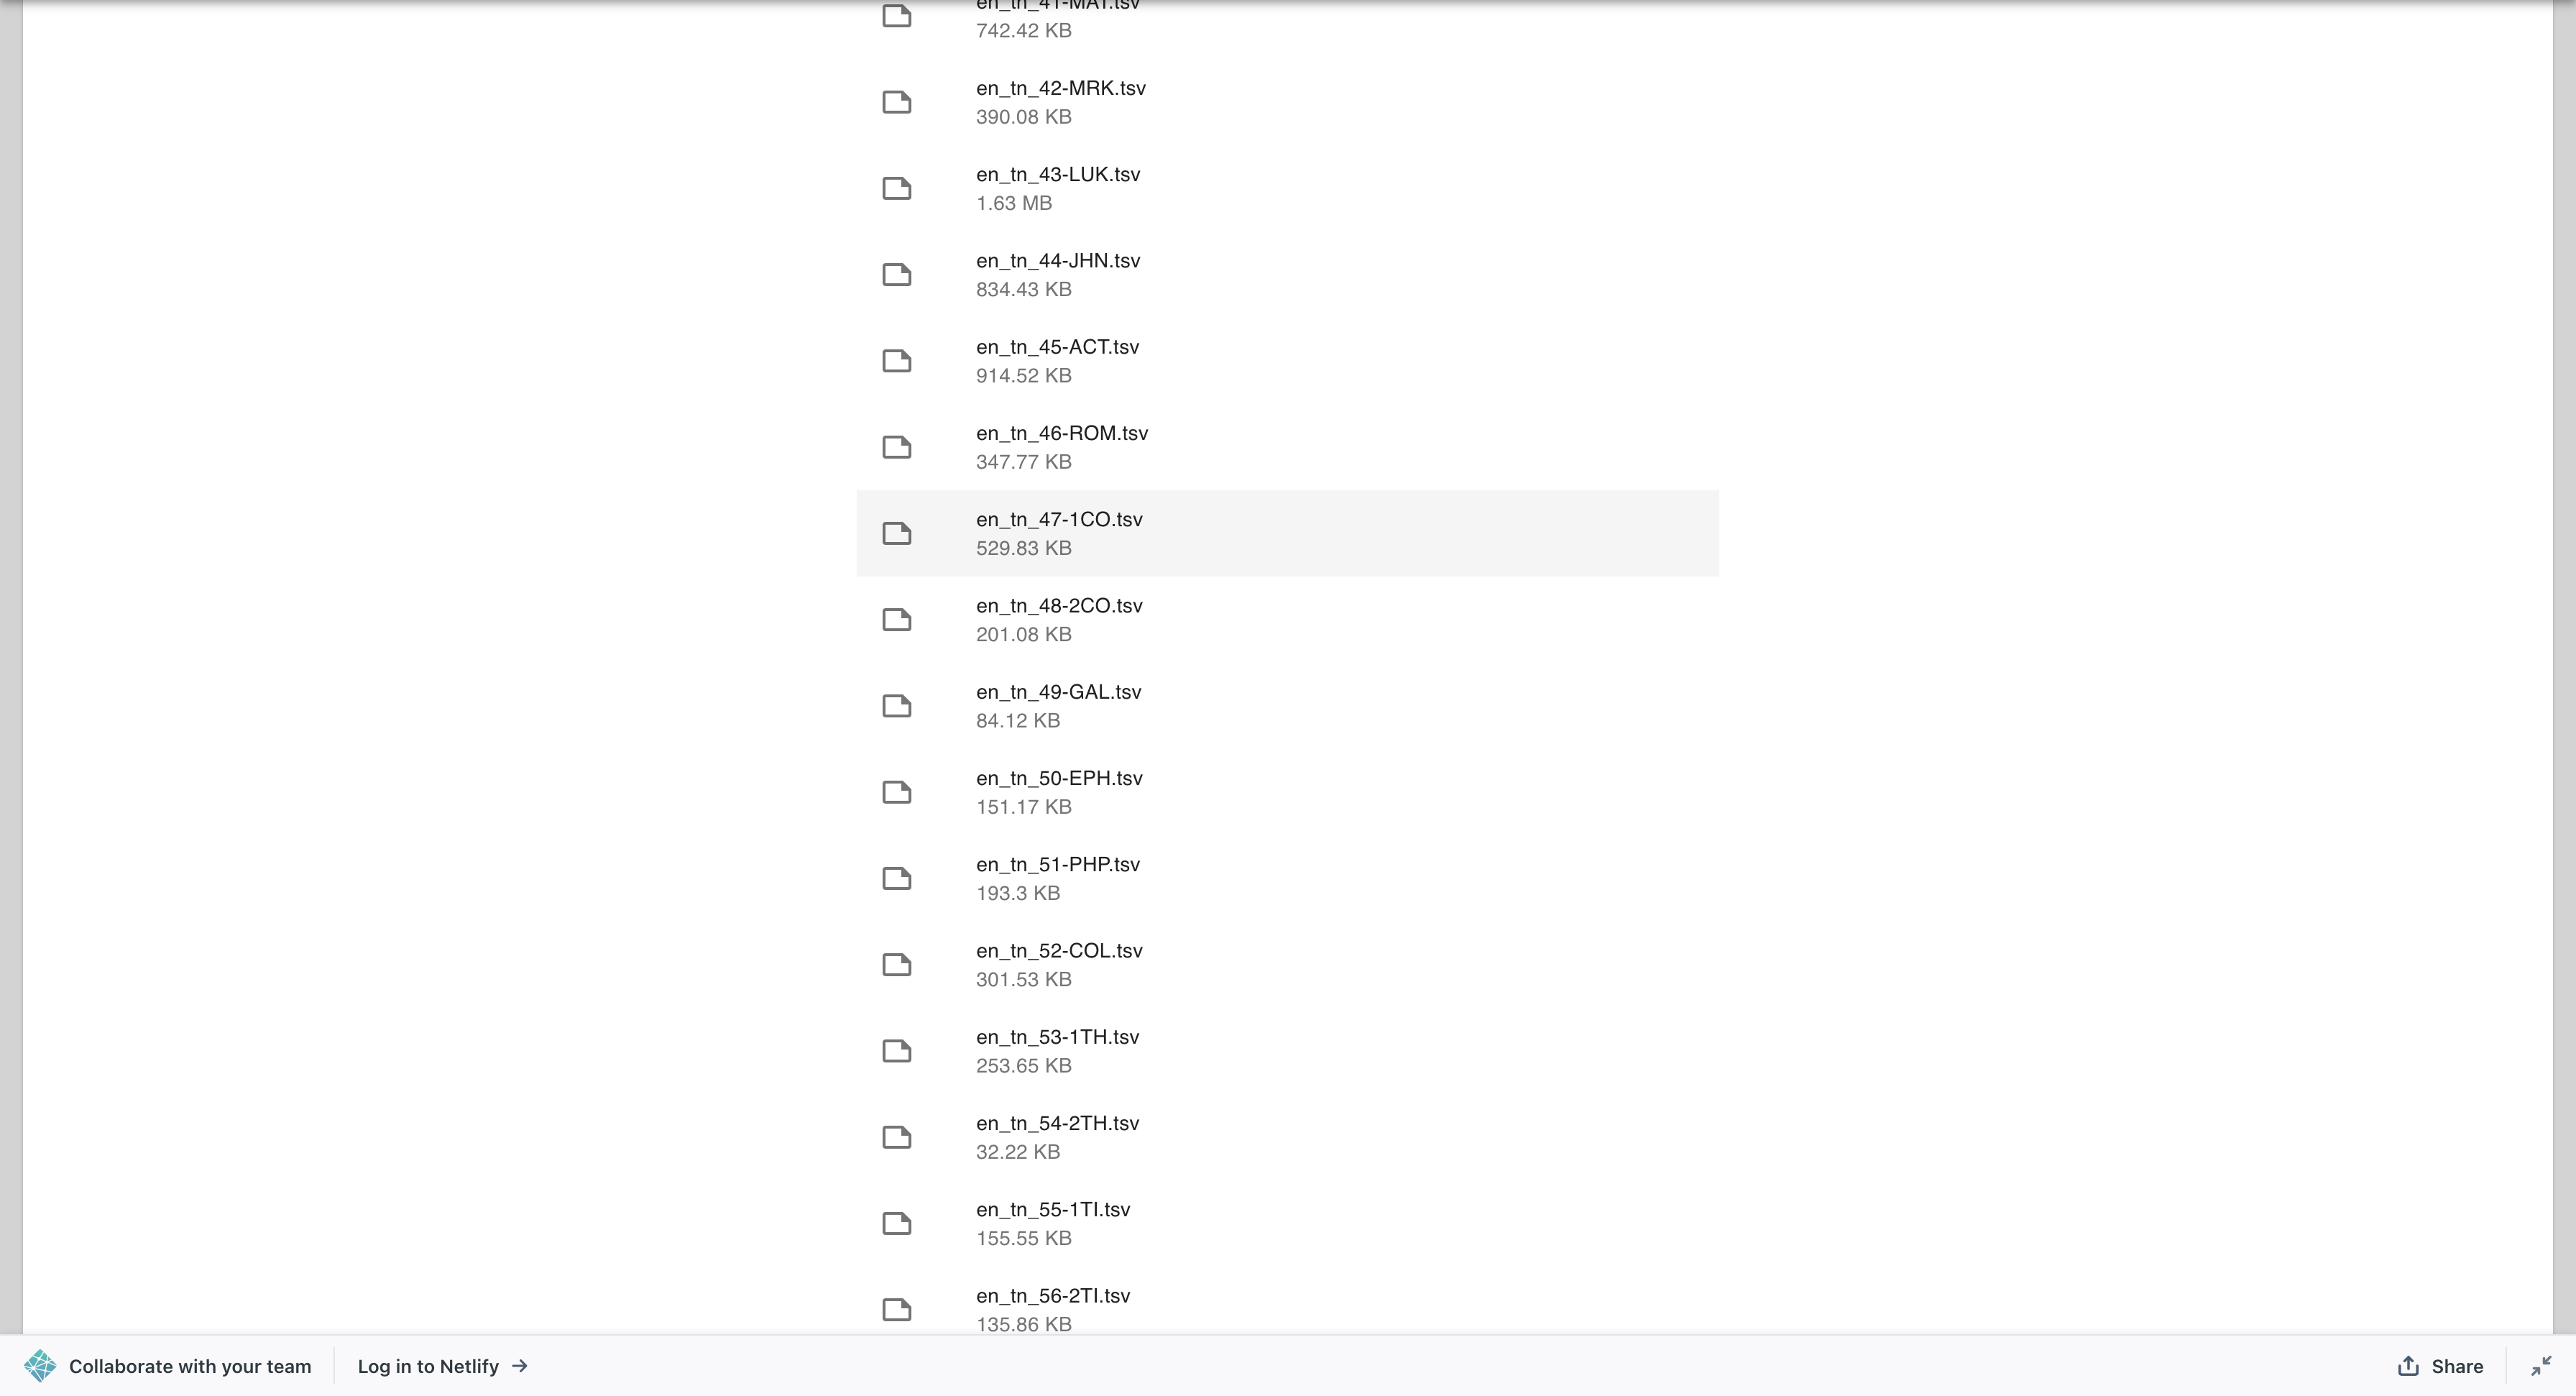 en_tn_41-MAT.tsv
742.42 KB
en_tn_42-MRK.tsv
390.08 KB
en_tn_43-LUK.tsv
1.63 MB
en_tn_44-JHN.tsv
834.43 KB
en_tn_45-ACT.tsv
914.52 KB
en_tn_46-ROM.tsv
347.77 KB
en_tn_47-1CO.tsv
529.83 KB
en_tn_48-2CO.tsv
201.08 KB
en_tn_49-GAL.tsv
84.12 KB
en_tn_50-EPH.tsv
151.17 KB
en_tn_51-PHP.tsv
193.3 KB
en_tn_52-COL.tsv
301.53 KB
en_tn_53-1TH.tsv
253.65 KB
en_tn_54-2TH.tsv
32.22 KB
en_tn_55-1TI.tsv
155.55 KB
en_tn_56-2TI.tsv
135.86 KB
Collaborate with your team Log in to Netlify → Share